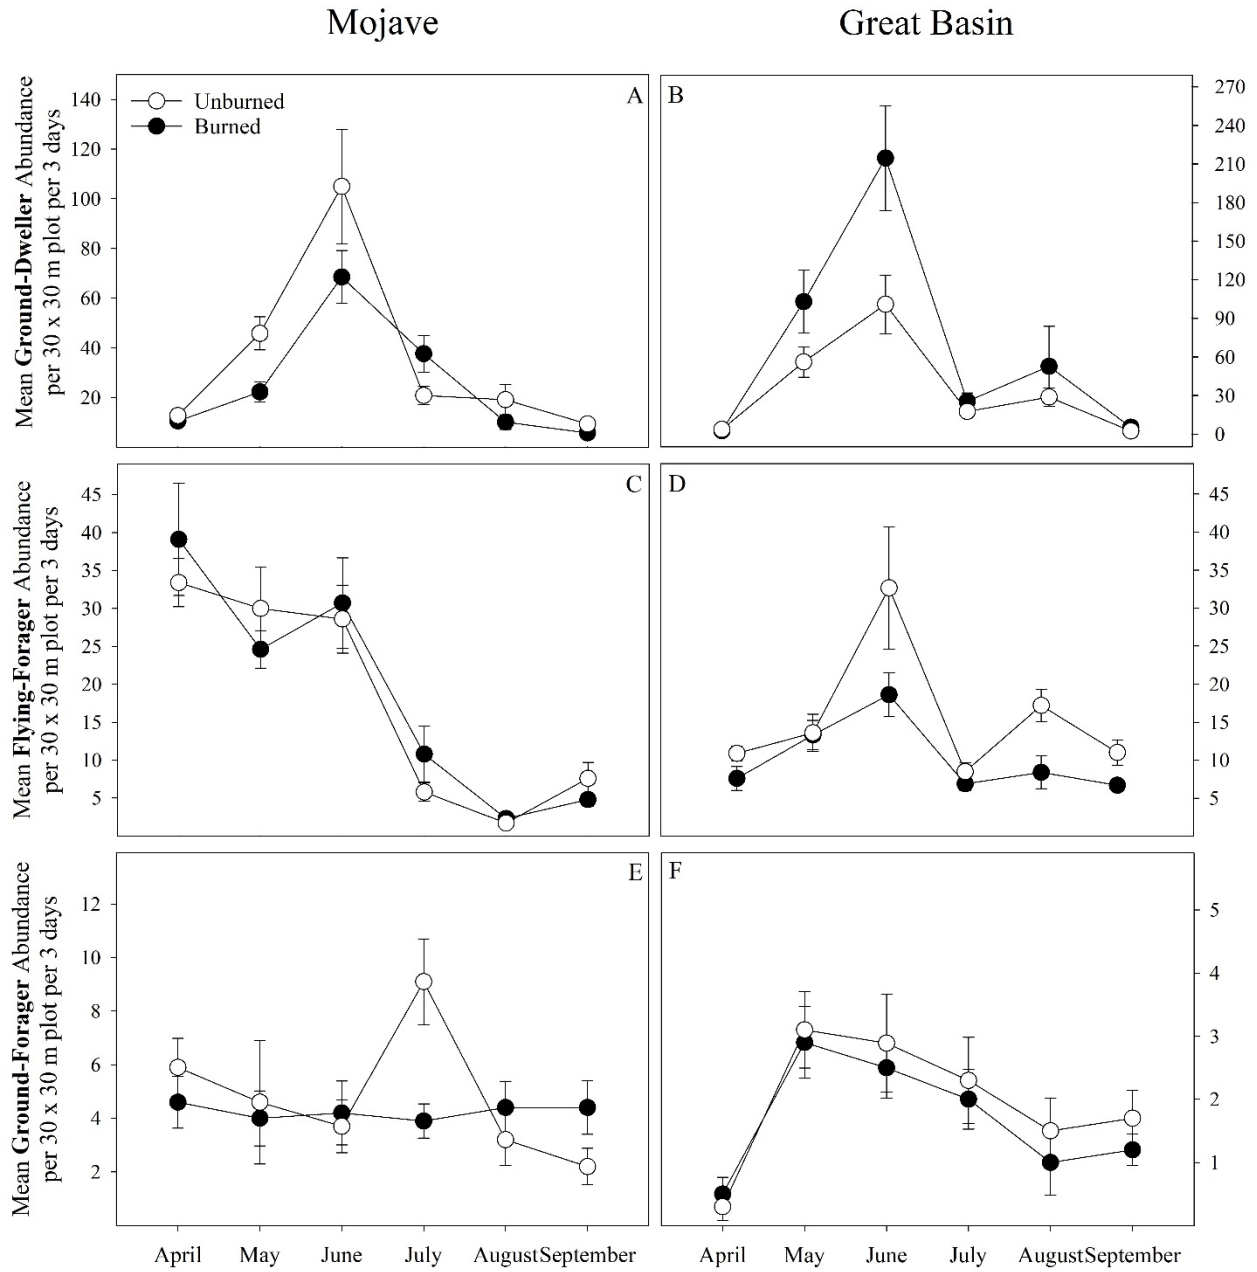 Mojave
Great Basin
Mean Ground-Dweller Abundance
per 30 x 30 m plot per 3 days
140
120
100
80
60
40
20
Unburned
Burned
A
B
270
240
210
180
150
120
90
60
30
0
Mean Flying-Forager Abundance
per 30 x 30 m plot per 3 days
45
40
35
30
25
20
15
10
5
C
D
45
40
35
30
25
20
15
10
5
Mean Ground-Forager Abundance
per 30 x 30 m plot per 3 days
12
10
8
6
4
2
E
F
5
4
3
2
1
April May June July August September
April May June July August September